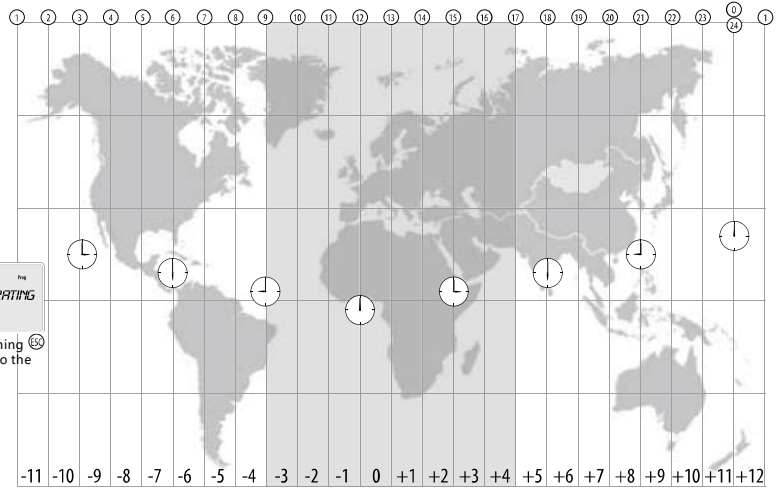 0
1 2 3 4 5 6 7 8 9 10 11 12 13 14 15 16 17 18 19 20 21 22 23 24 1
Prog
RATING
ning ESC
o the
-11 -10 -9 -8 -7 -6 -5 -4 -3 -2 -1 0 +1 +2 +3 +4 +5 +6 +7 +8 +9 +10 +11 +12